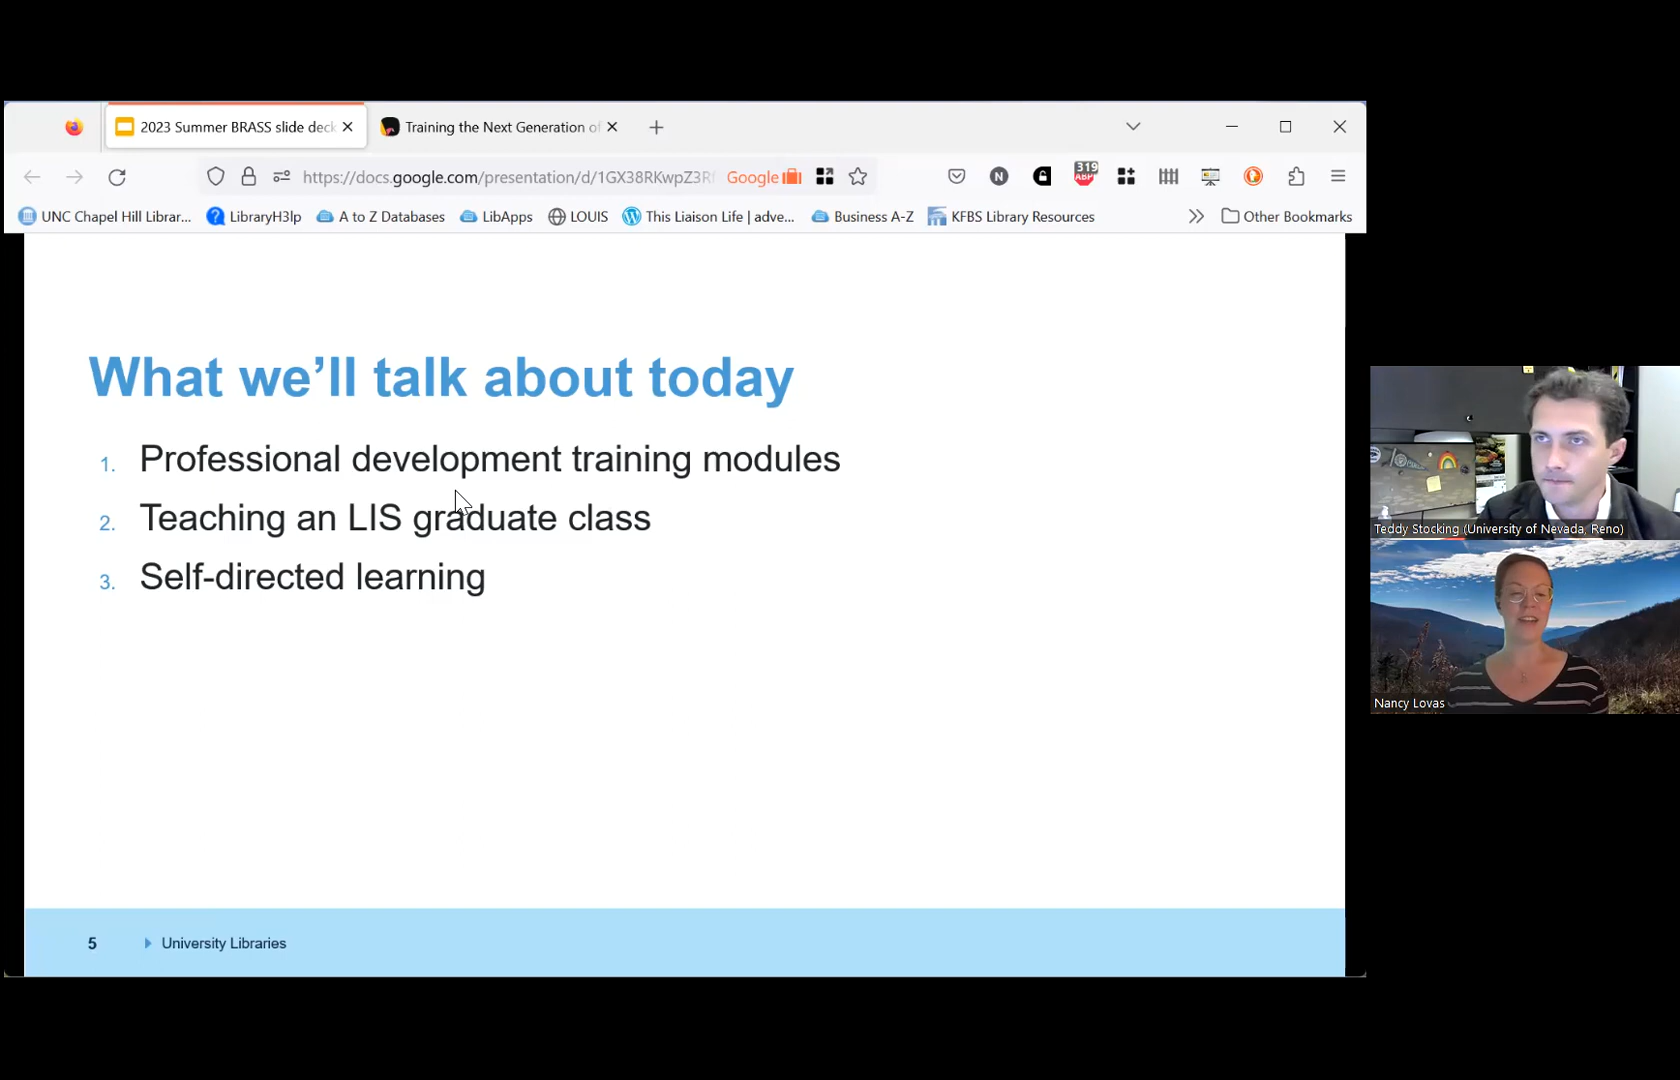 2023 Summer BRASS slide deck
Training the Next Generation of
https://docs.google.com/presentation/d/1GX38RKwpZ3Rf
Google
319
ABP
N
UNC Chapel Hill Librar...
LibraryH3lp
A to Z Databases
LibApps
LOUIS
This Liaison Life | adve...
Business A-Z
KFBS Library Resources
Other Bookmarks
What we’ll talk about today
1. Professional development training modules
2. Teaching an LIS graduate class
3. Self-directed learning
5
University Libraries
Teddy Stocking (University of Nevada, Reno)
Nancy Lovas